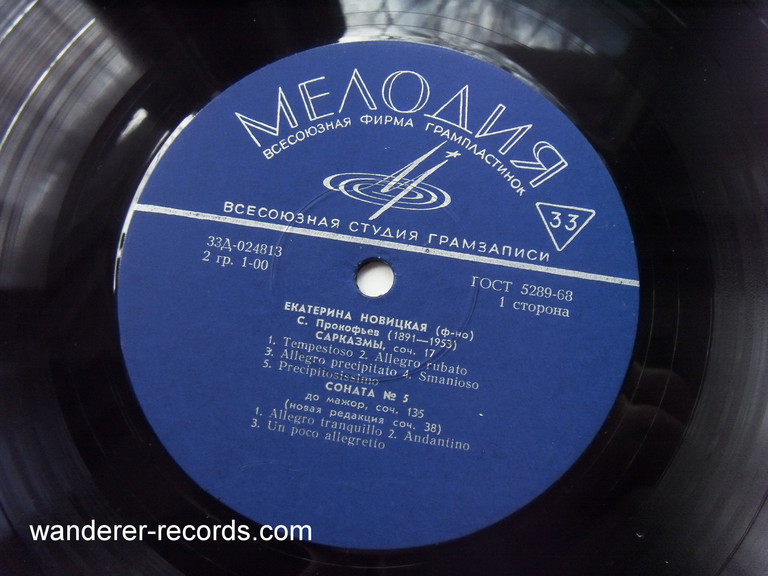 МЕЛОДИЯ
ВСЕСОЮЗНАЯ ФИРМА ГРАМПЛАСТИНОК
33
ВСЕСОЮЗНАЯ СТУДИЯ ГРАМЗАПИСИ
33Д-024813
2 гр. 1-00
ГОСТ 5289-68
1 сторона
ЕКАТЕРИНА НОВИЦКАЯ (ф-но)
С. Прокофьев (1891—1953)
САРКАЗМЫ, соч. 17
1. Tempestoso 2. Allegro rubato
3. Allegro precipitato 4. Smanioso
5. Precipitosissimo
СОНАТА № 5
до мажор, соч. 135
(новая редакция соч. 38)
1. Allegro tranquillo 2. Andantino
3. Un poco allegretto
wanderer-records.com